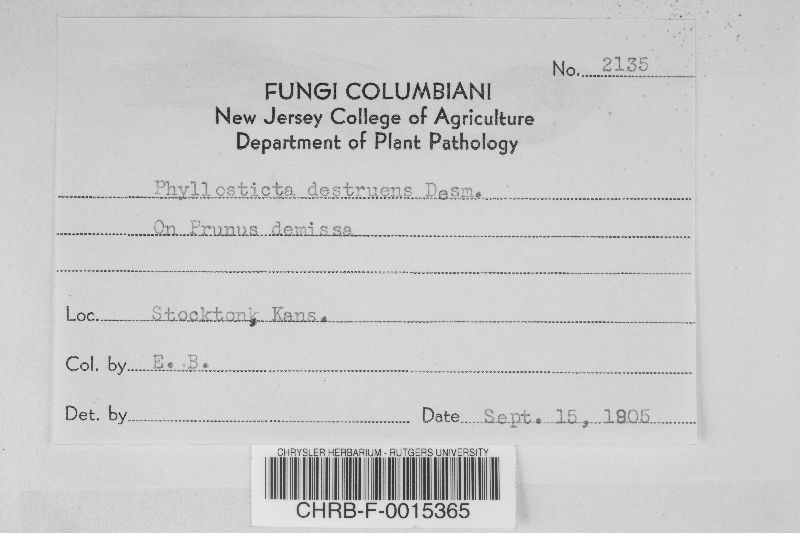 No. 2135
FUNGI COLUMBIANI
New Jersey College of Agriculture
Department of Plant Pathology
Phyllosticta destruens Desm.
On Prunus demissa
Loc. Stockton, Kans.
Col. by E. B.
Det. by
Date Sept. 15, 1905
CHRYSLER HERBARIUM - RUTGERS UNIVERSITY
CHRB-F-0015365